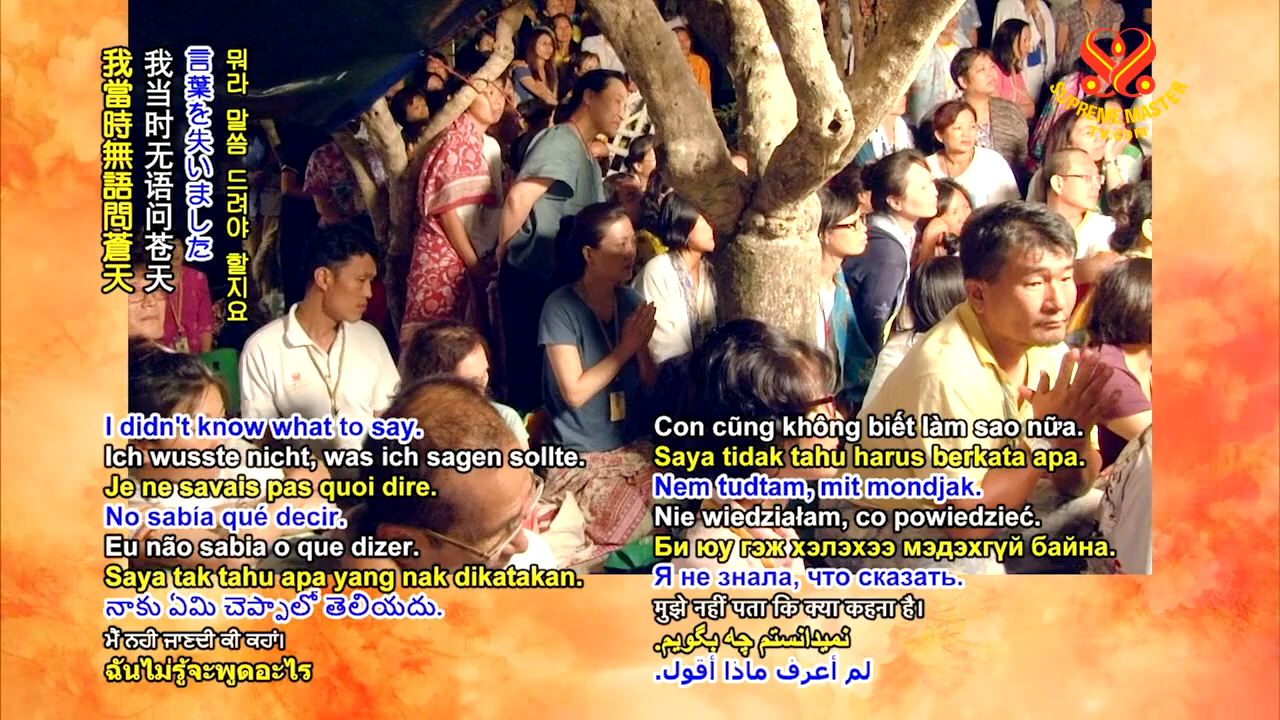 我當時無語問蒼天
我当时无语问苍天
言葉を失いました
뭐라 말씀 드려야 할지요
SUPREME MASTER
TV.com
I didn't know what to say.
Ich wusste nicht, was ich sagen sollte.
Je ne savais pas quoi dire.
No sabía qué decir.
Eu não sabia o que dizer.
Saya tak tahu apa yang nak dikatakan.
నాకు ఏమి చెప్పాలో తెలియదు.
ਮੈਂ ਨਹੀ ਜਾਣਦੀ ਕੀ ਕਹਾਂ।
ฉันไม่รู้จะพูดอะไร
Con cũng không biết làm sao nữa.
Saya tidak tahu harus berkata apa.
Nem tudtam, mit mondjak.
Nie wiedziałam, co powiedzieć.
Би юу гэж хэлэхээ мэдэхгүй байна.
Я не знала, что сказать.
मुझे नहीं पता कि क्या कहना है।
نمیدانستم چه بگویم.
لم أعرف ماذا أقول.